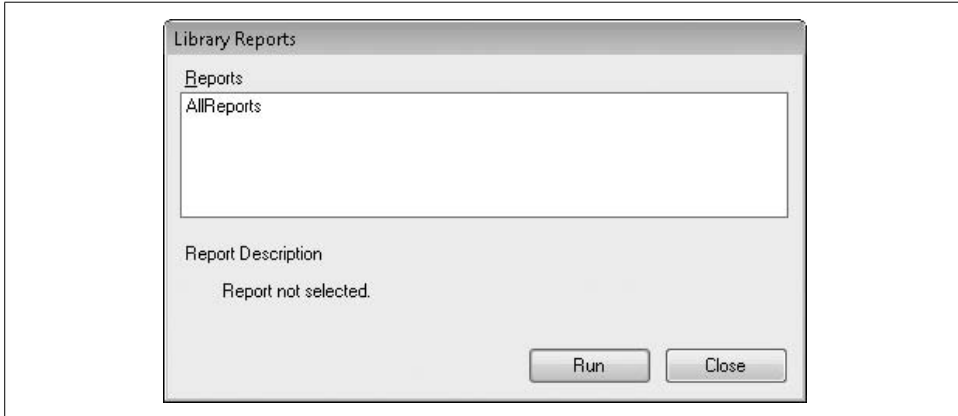 Library Reports
Reports
AllReports
Report Description
Report not selected.
Run Close